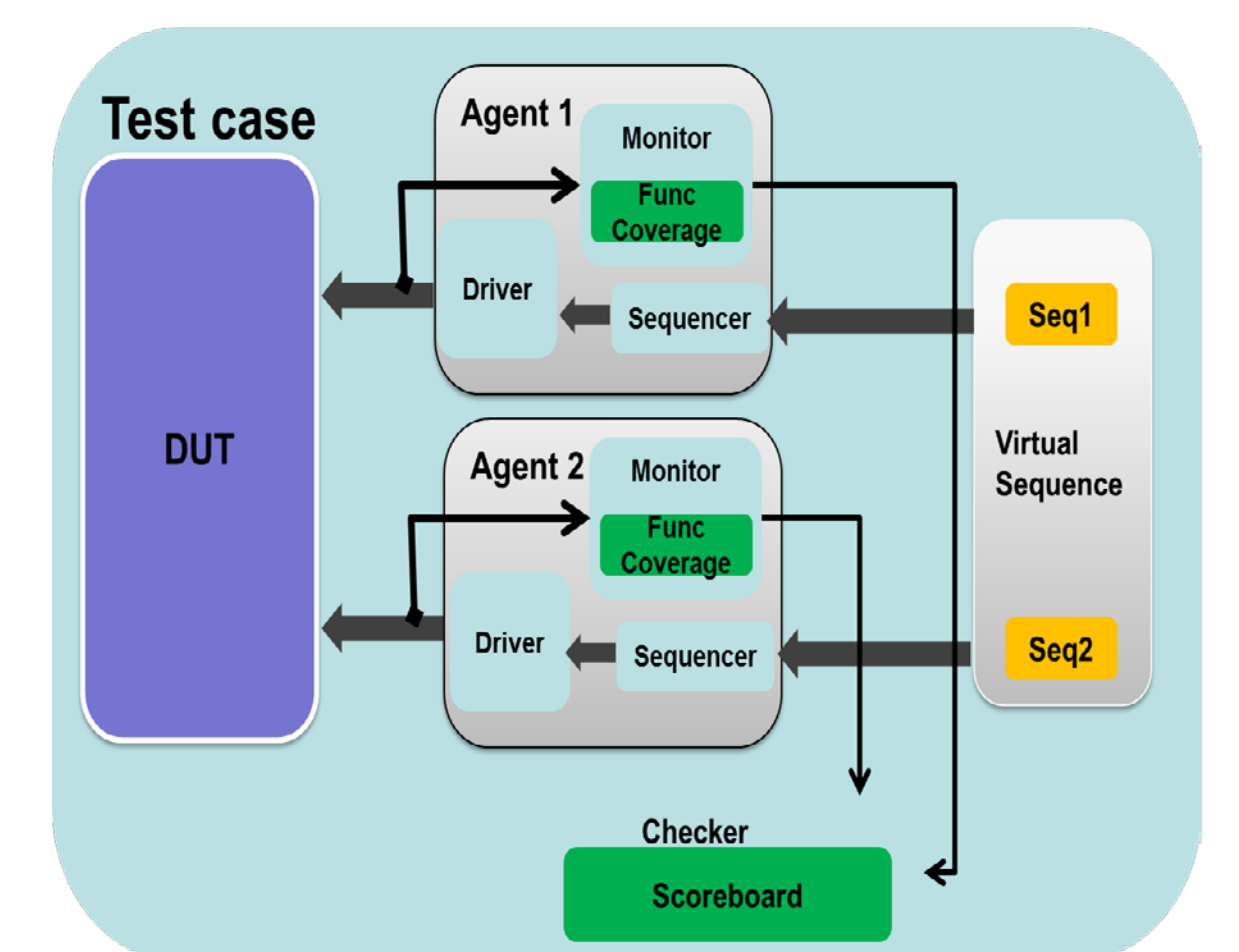 Test case
DUT
Agent 1
Monitor
Func
Coverage
Driver
Sequencer
Agent 2
Monitor
Func
Coverage
Driver
Sequencer
Seq1
Virtual
Sequence
Seq2
Checker
Scoreboard